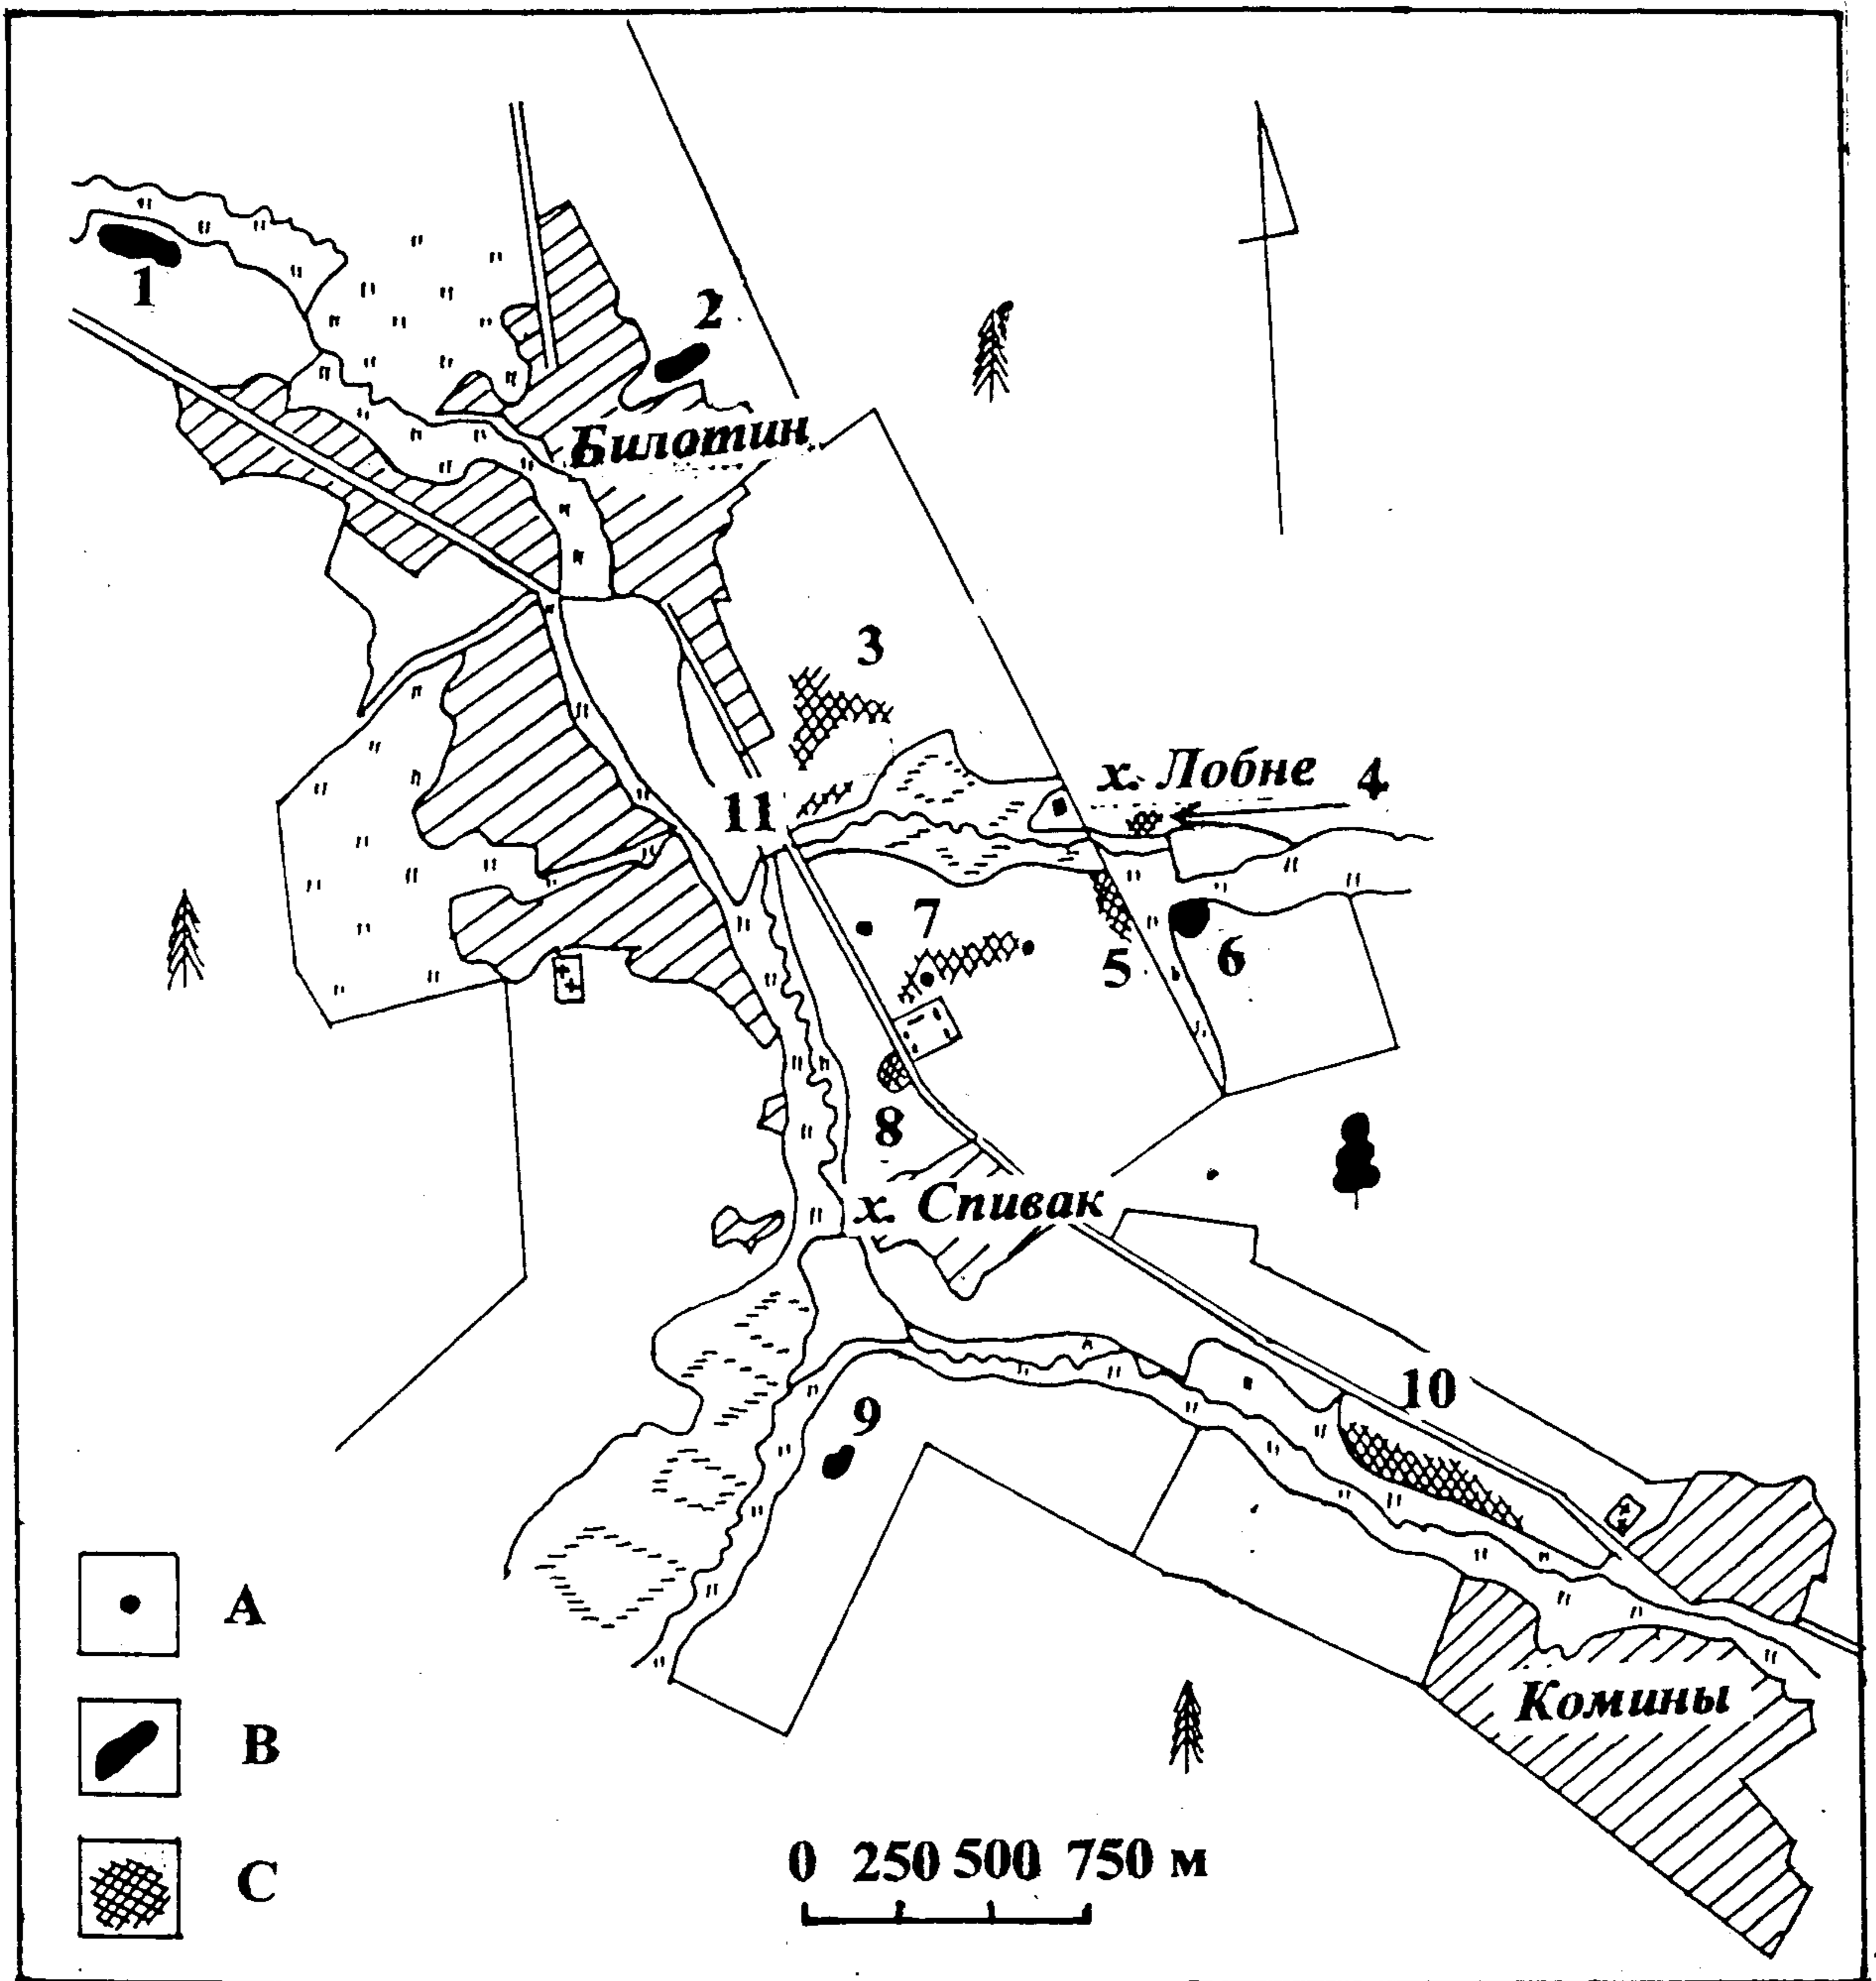 1
2
Билотин
3
х. Лобне 4
11
7
5
6
8
х. Спивак
10
9
A
B
Комины
C
0 250 500 750 м